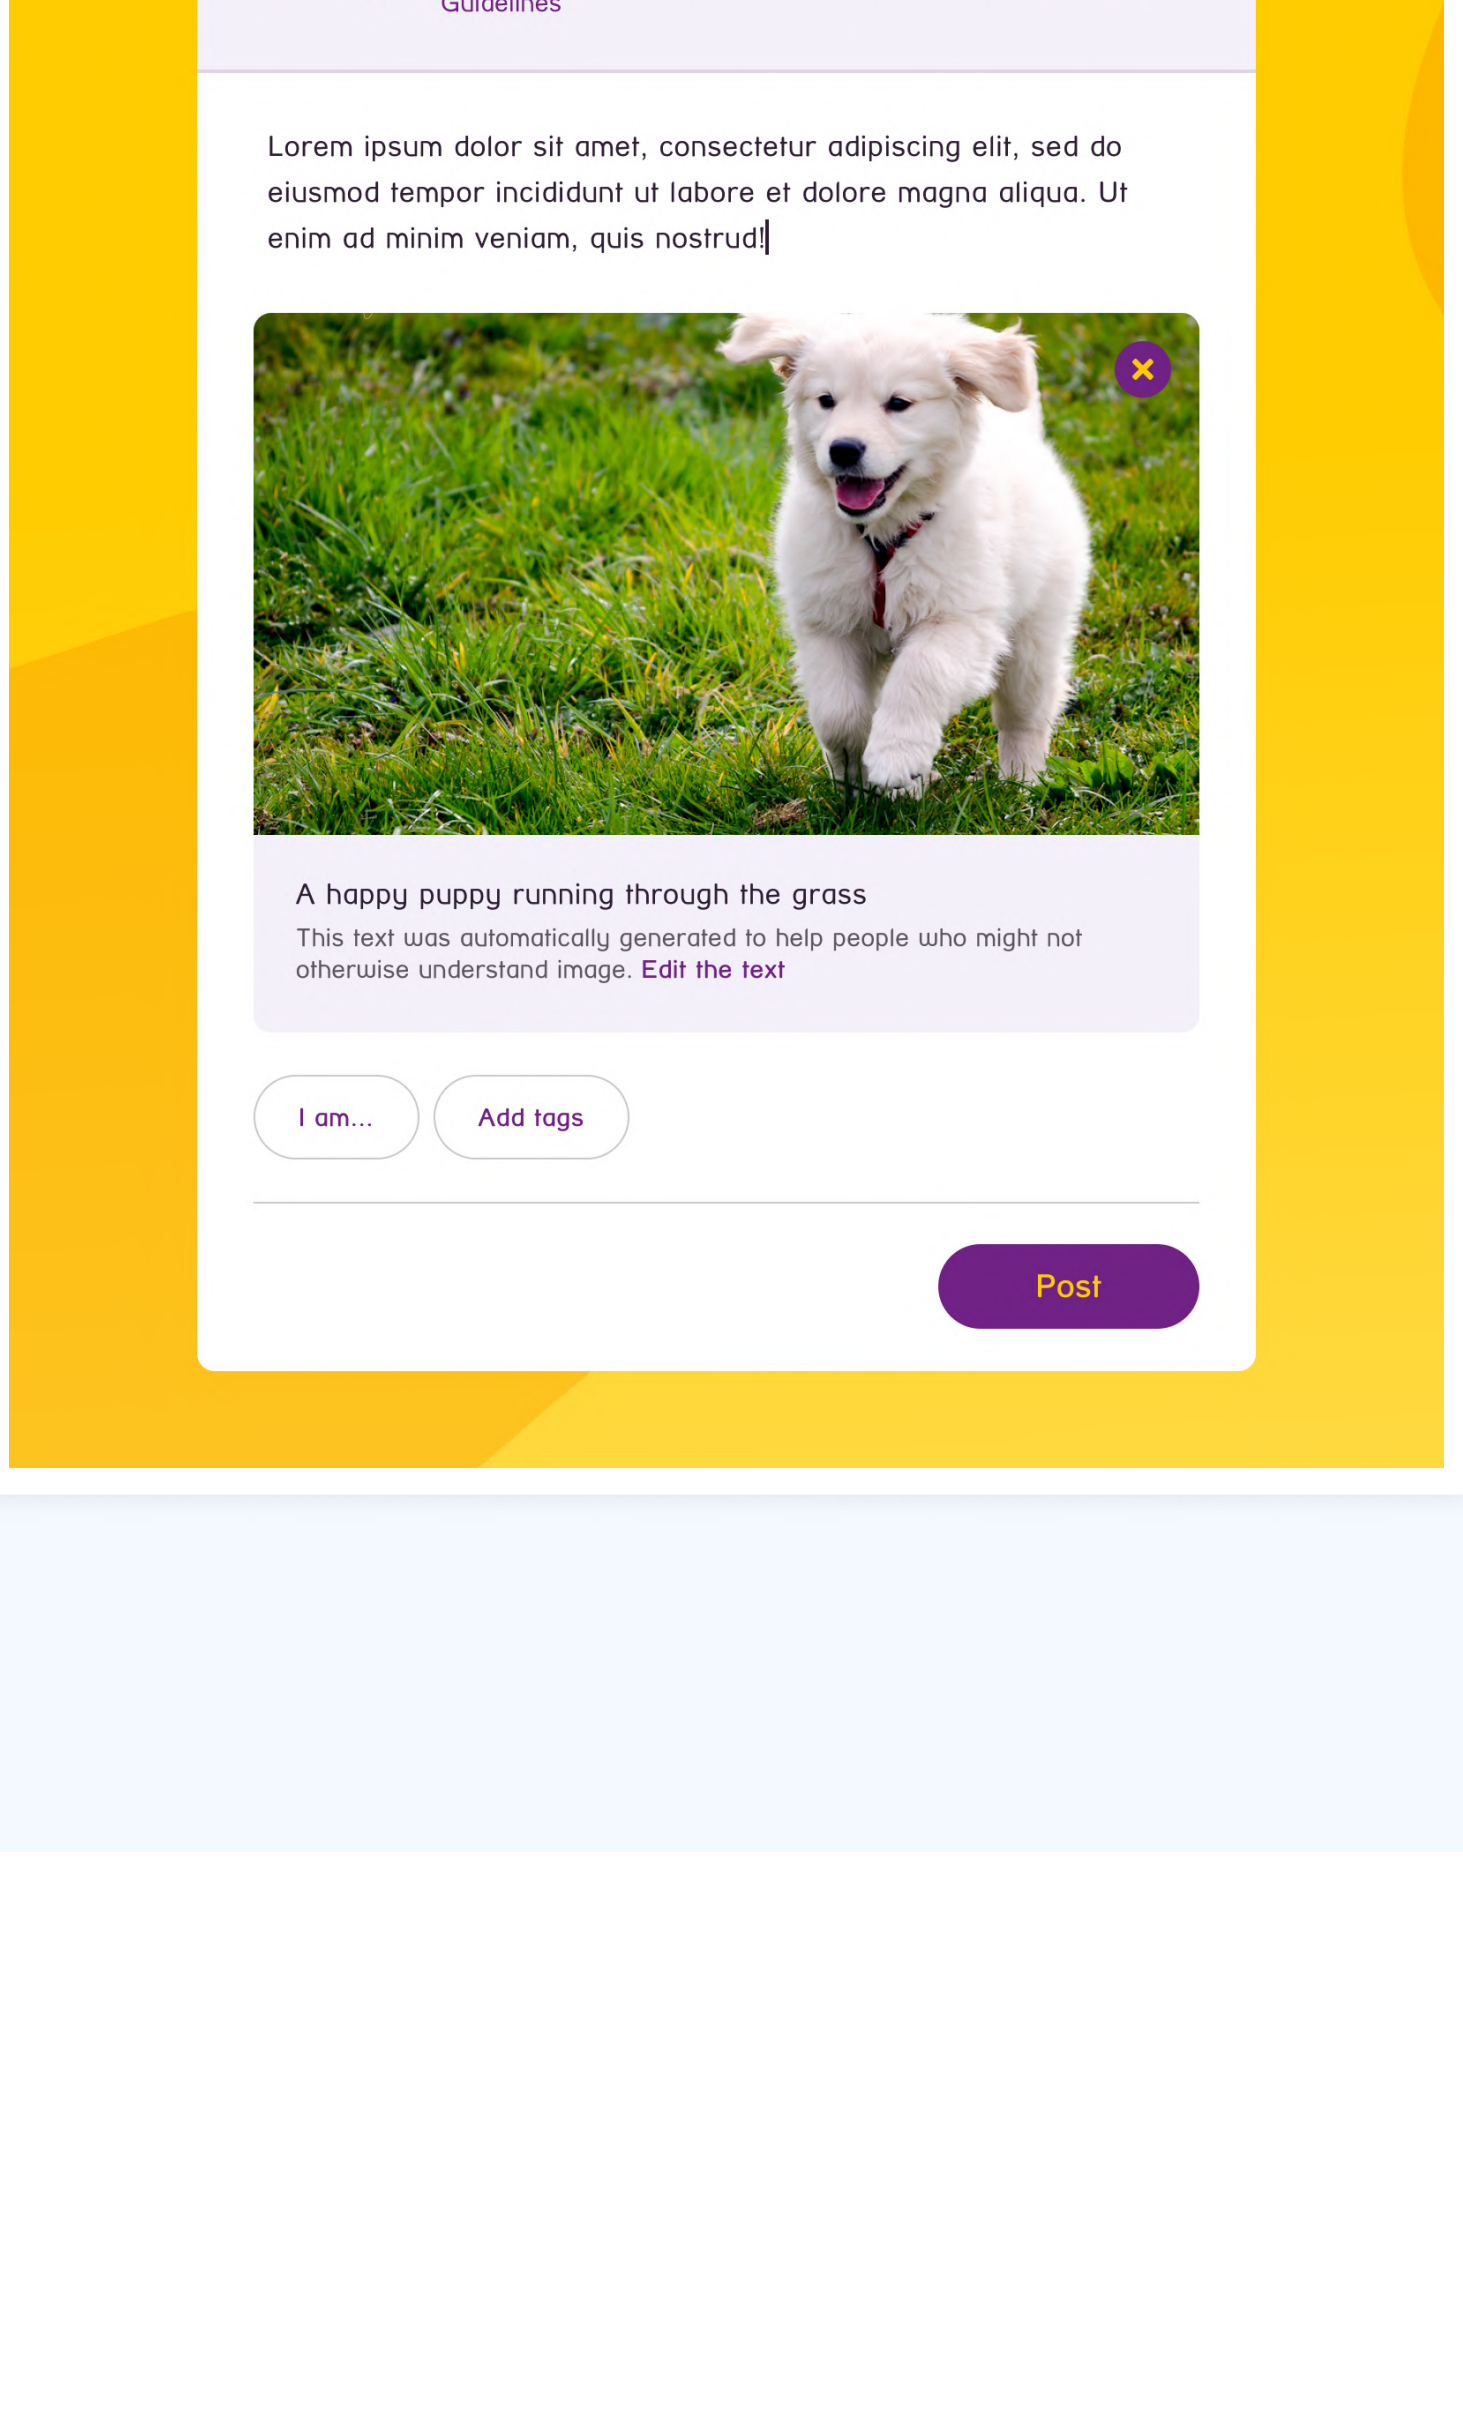 Guidelines
Lorem ipsum dolor sit amet, consectetur adipiscing elit, sed do
eiusmod tempor incididunt ut labore et dolore magna aliqua. Ut
enim ad minim veniam, quis nostrud!
A happy puppy running through the grass
This text was automatically generated to help people who might not
otherwise understand image. Edit the text
I am...
Add tags
Post